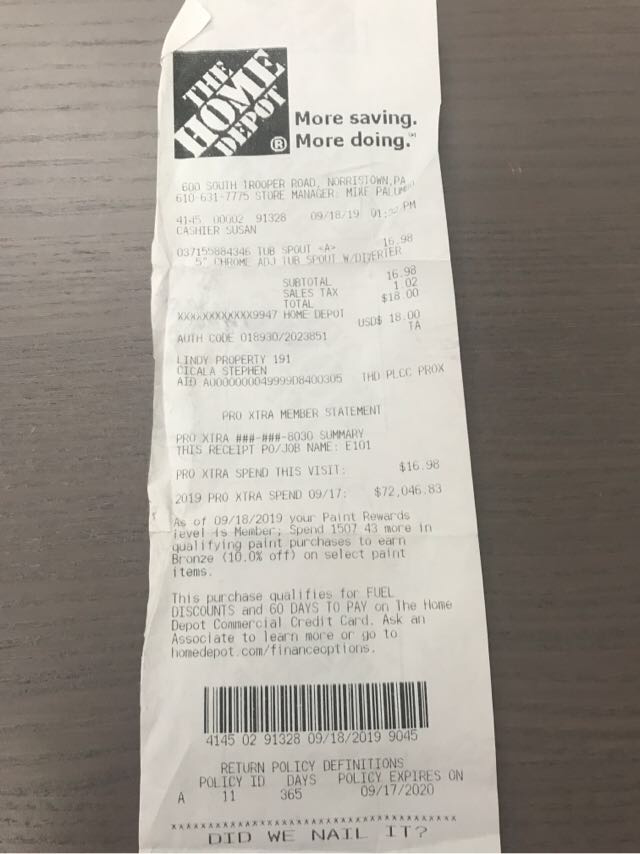 THE
HOME
DEPOT
®
More saving.
More doing.℠
600 SOUTH TROOPER ROAD, NORRISTOWN,PA
610-631-7775 STORE MANAGER: MIKE
4145 00002 91328 09/18/19 PM
CASHIER SUSAN
037155884346 TUB SPOUT <A> 16.98
5" CHROME ADJ TUB SPOUT W/DIVERTER
SUBTOTAL 16.98
SALES TAX 1.02
TOTAL $18.00
XXXXXXXXXXXX9947 HOME DEPOT
USD$ 18.00
TA
AUTH CODE 018930/2023851
LINDY PROPERTY 191
CICALA STEPHEN
AID A0000000049999D8400305 THD PLCC PROX
PRO XTRA MEMBER STATEMENT
PRO XTRA ###-###-8030 SUMMARY
THIS RECEIPT PO/JOB NAME: E101
PRO XTRA SPEND THIS VISIT: $16.98
2019 PRO XTRA SPEND 09/17: $72,046.83
As of 09/18/2019 your Paint Rewards
level is Member; Spend 1507.43 more in
qualifying paint purchases to earn
Bronze (10.0% off) on select paint
items.
This purchase qualifies for FUEL
DISCOUNTS and 60 DAYS TO PAY on The Home
Depot Commercial Credit Card. Ask an
Associate to learn more or go to
homedepot.com/financeoptions.
4145 02 91328 09/18/2019 9045
RETURN POLICY DEFINITIONS
POLICY ID DAYS POLICY EXPIRES ON
A 11 365 09/17/2020
DID WE NAIL IT?